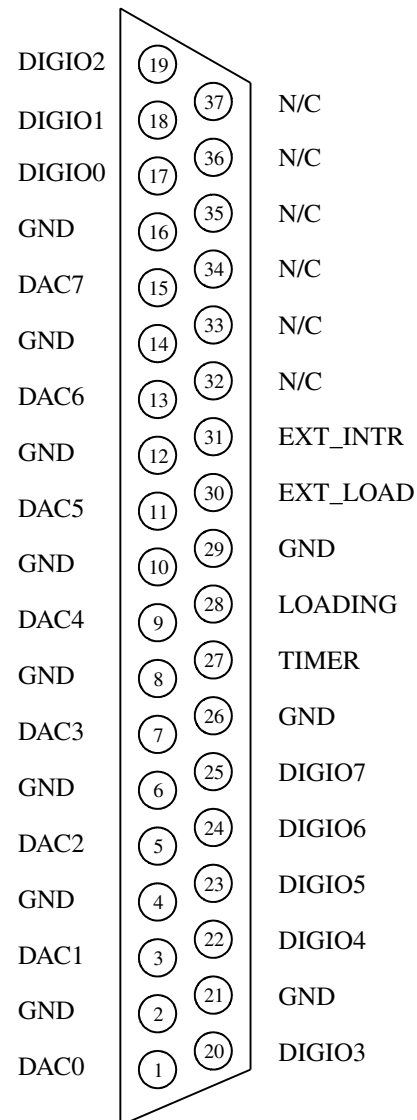 DIGIO2 19
37 N/C
DIGIO1 18
36 N/C
DIGIO0 17
35 N/C
GND 16
34 N/C
DAC7 15
33 N/C
GND 14
32 N/C
DAC6 13
31 EXT_INTR
GND 12
30 EXT_LOAD
DAC5 11
29 GND
GND 10
28 LOADING
DAC4 9
27 TIMER
GND 8
26 GND
DAC3 7
25 DIGIO7
GND 6
24 DIGIO6
DAC2 5
23 DIGIO5
GND 4
22 DIGIO4
DAC1 3
21 GND
GND 2
20 DIGIO3
DAC0 1